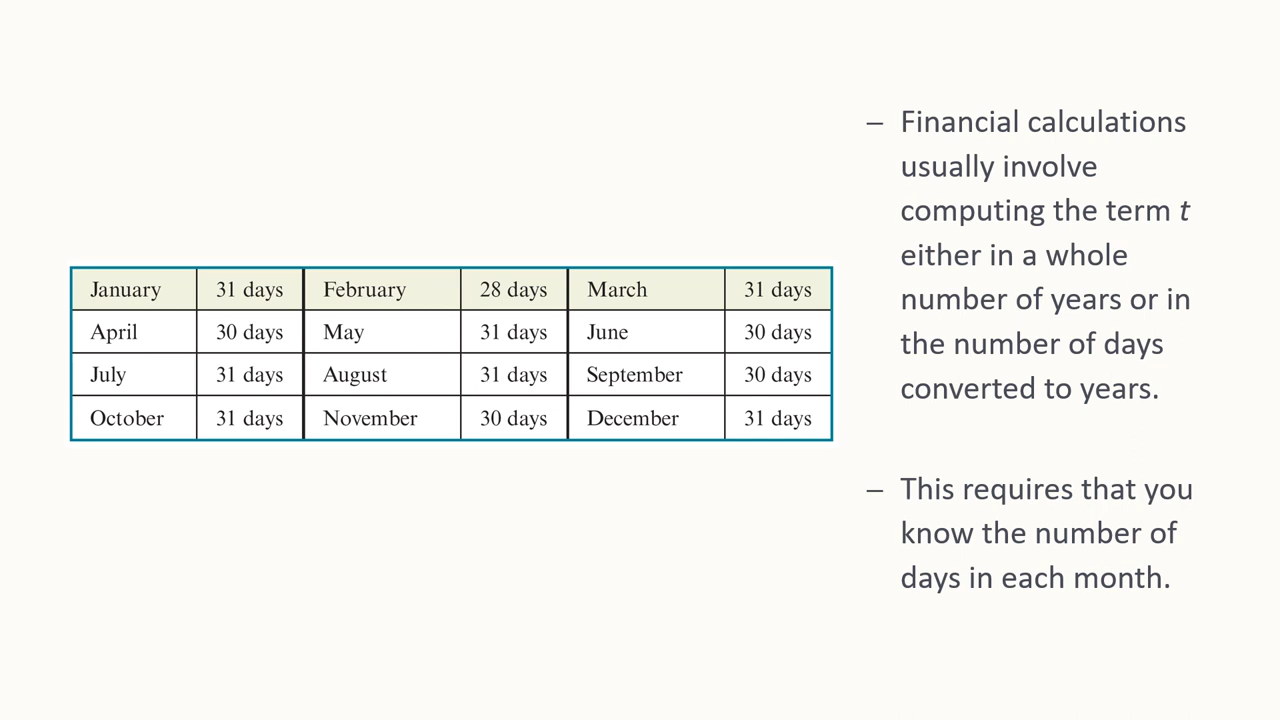 January 31 days February 28 days March 31 days
April 30 days May 31 days June 30 days
July 31 days August 31 days September 30 days
October 31 days November 30 days December 31 days
– Financial calculations
usually involve
computing the term t
either in a whole
number of years or in
the number of days
converted to years.
– This requires that you
know the number of
days in each month.